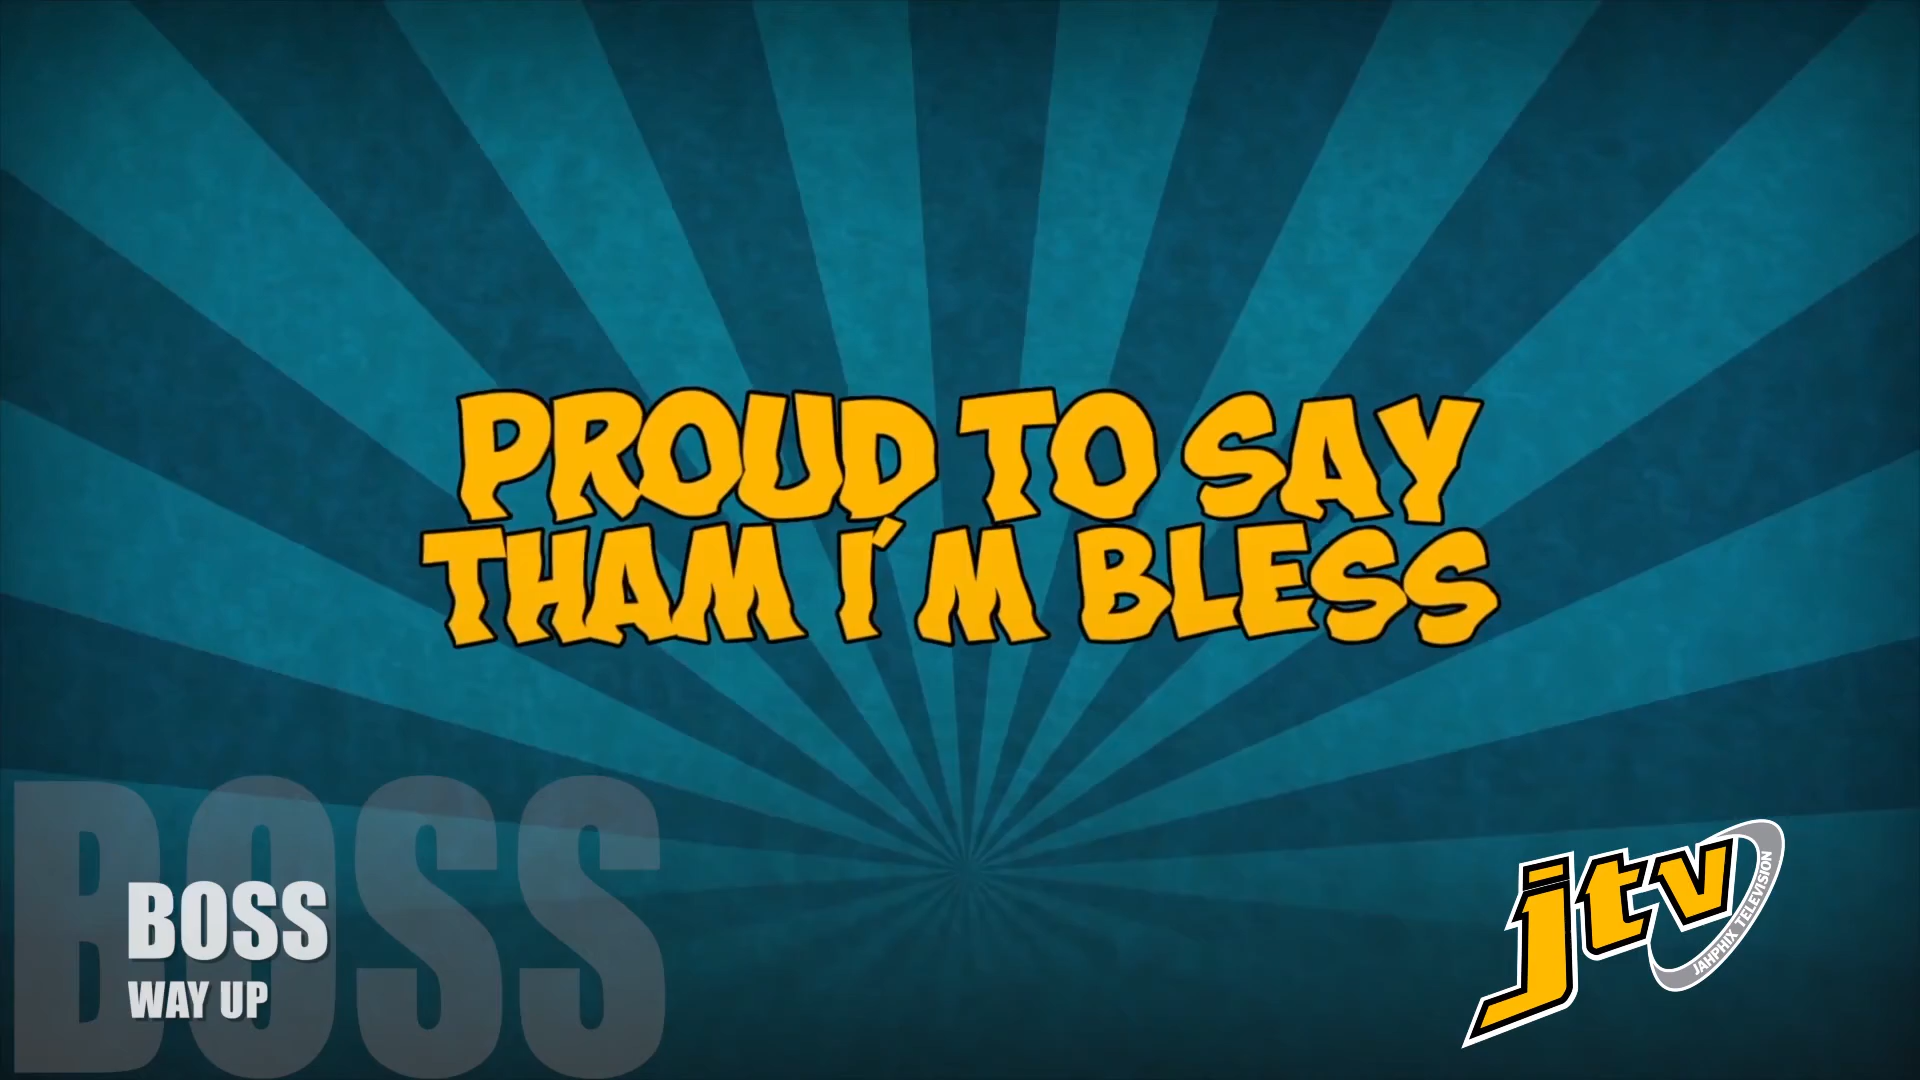 PROUD TO SAY
THAM I'M BLESS
BOSS
BOSS
WAY UP
jtv
JAHPHIX TELEVISION